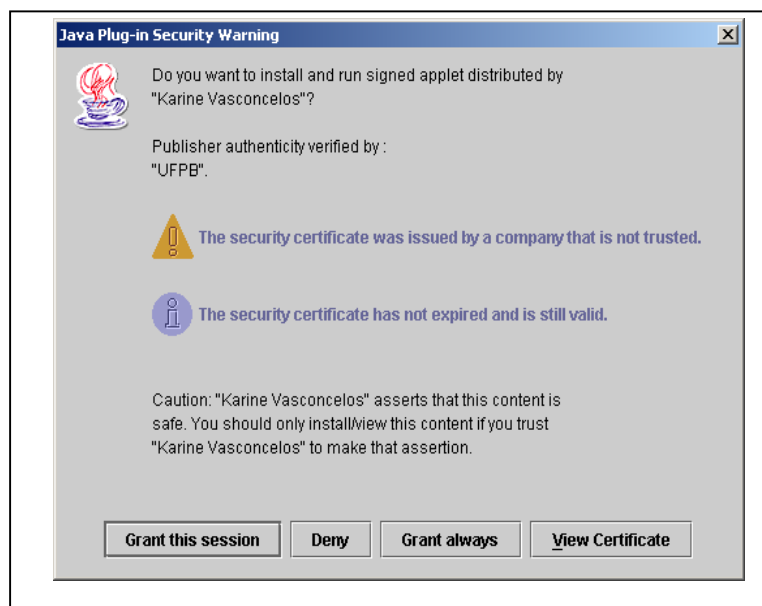 Java Plug-in Security Warning
Do you want to install and run signed applet distributed by
"Karine Vasconcelos"?
Publisher authenticity verified by :
"UFPB".
The security certificate was issued by a company that is not trusted.
The security certificate has not expired and is still valid.
Caution: "Karine Vasconcelos" asserts that this content is
safe. You should only install/view this content if you trust
"Karine Vasconcelos" to make that assertion.
Grant this session Deny Grant always View Certificate